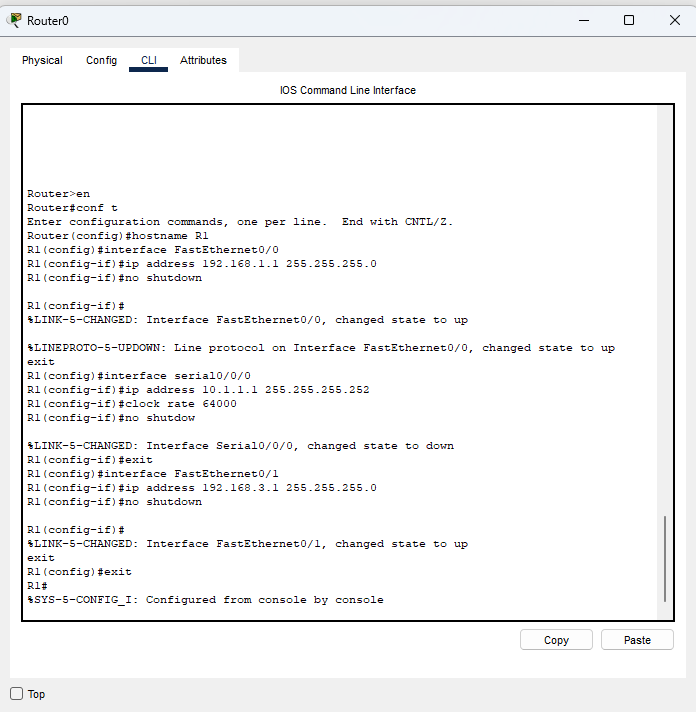 Router0
Physical Config CLI Attributes
IOS Command Line Interface
Router>en
Router#conf t
Enter configuration commands, one per line.  End with CNTL/Z.
Router(config)#hostname R1
R1(config)#interface FastEthernet0/0
R1(config-if)#ip address 192.168.1.1 255.255.255.0
R1(config-if)#no shutdown
R1(config-if)#
%LINK-5-CHANGED: Interface FastEthernet0/0, changed state to up
%LINEPROTO-5-UPDOWN: Line protocol on Interface FastEthernet0/0, changed state to up
exit
R1(config)#interface serial0/0/0
R1(config-if)#ip address 10.1.1.1 255.255.255.252
R1(config-if)#clock rate 64000
R1(config-if)#no shutdow
%LINK-5-CHANGED: Interface Serial0/0/0, changed state to down
R1(config-if)#exit
R1(config)#interface FastEthernet0/1
R1(config-if)#ip address 192.168.3.1 255.255.255.0
R1(config-if)#no shutdown
R1(config-if)#
%LINK-5-CHANGED: Interface FastEthernet0/1, changed state to up
exit
R1(config)#exit
R1#
%SYS-5-CONFIG_I: Configured from console by console
Copy Paste
Top